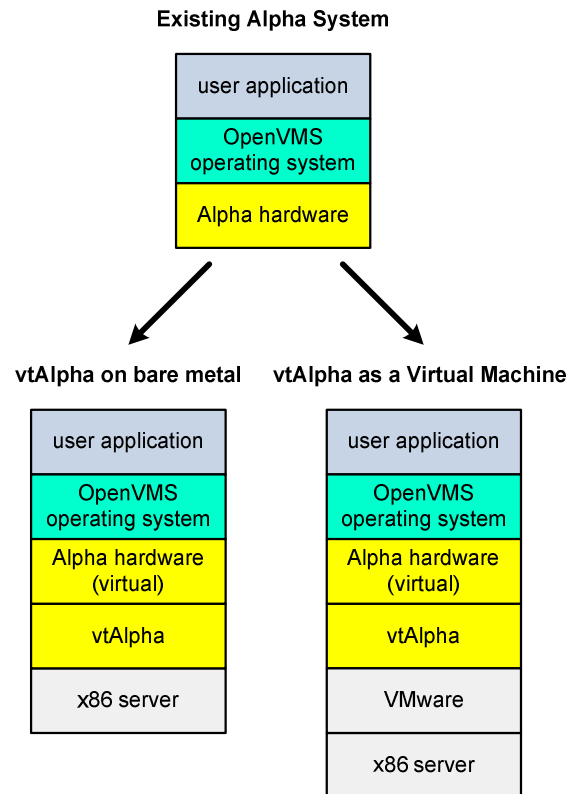 Existing Alpha System
user application
OpenVMS
operating system
Alpha hardware
vtAlpha on bare metal
user application
OpenVMS
operating system
Alpha hardware
(virtual)
vtAlpha
x86 server
vtAlpha as a Virtual Machine
user application
OpenVMS
operating system
Alpha hardware
(virtual)
vtAlpha
VMware
x86 server